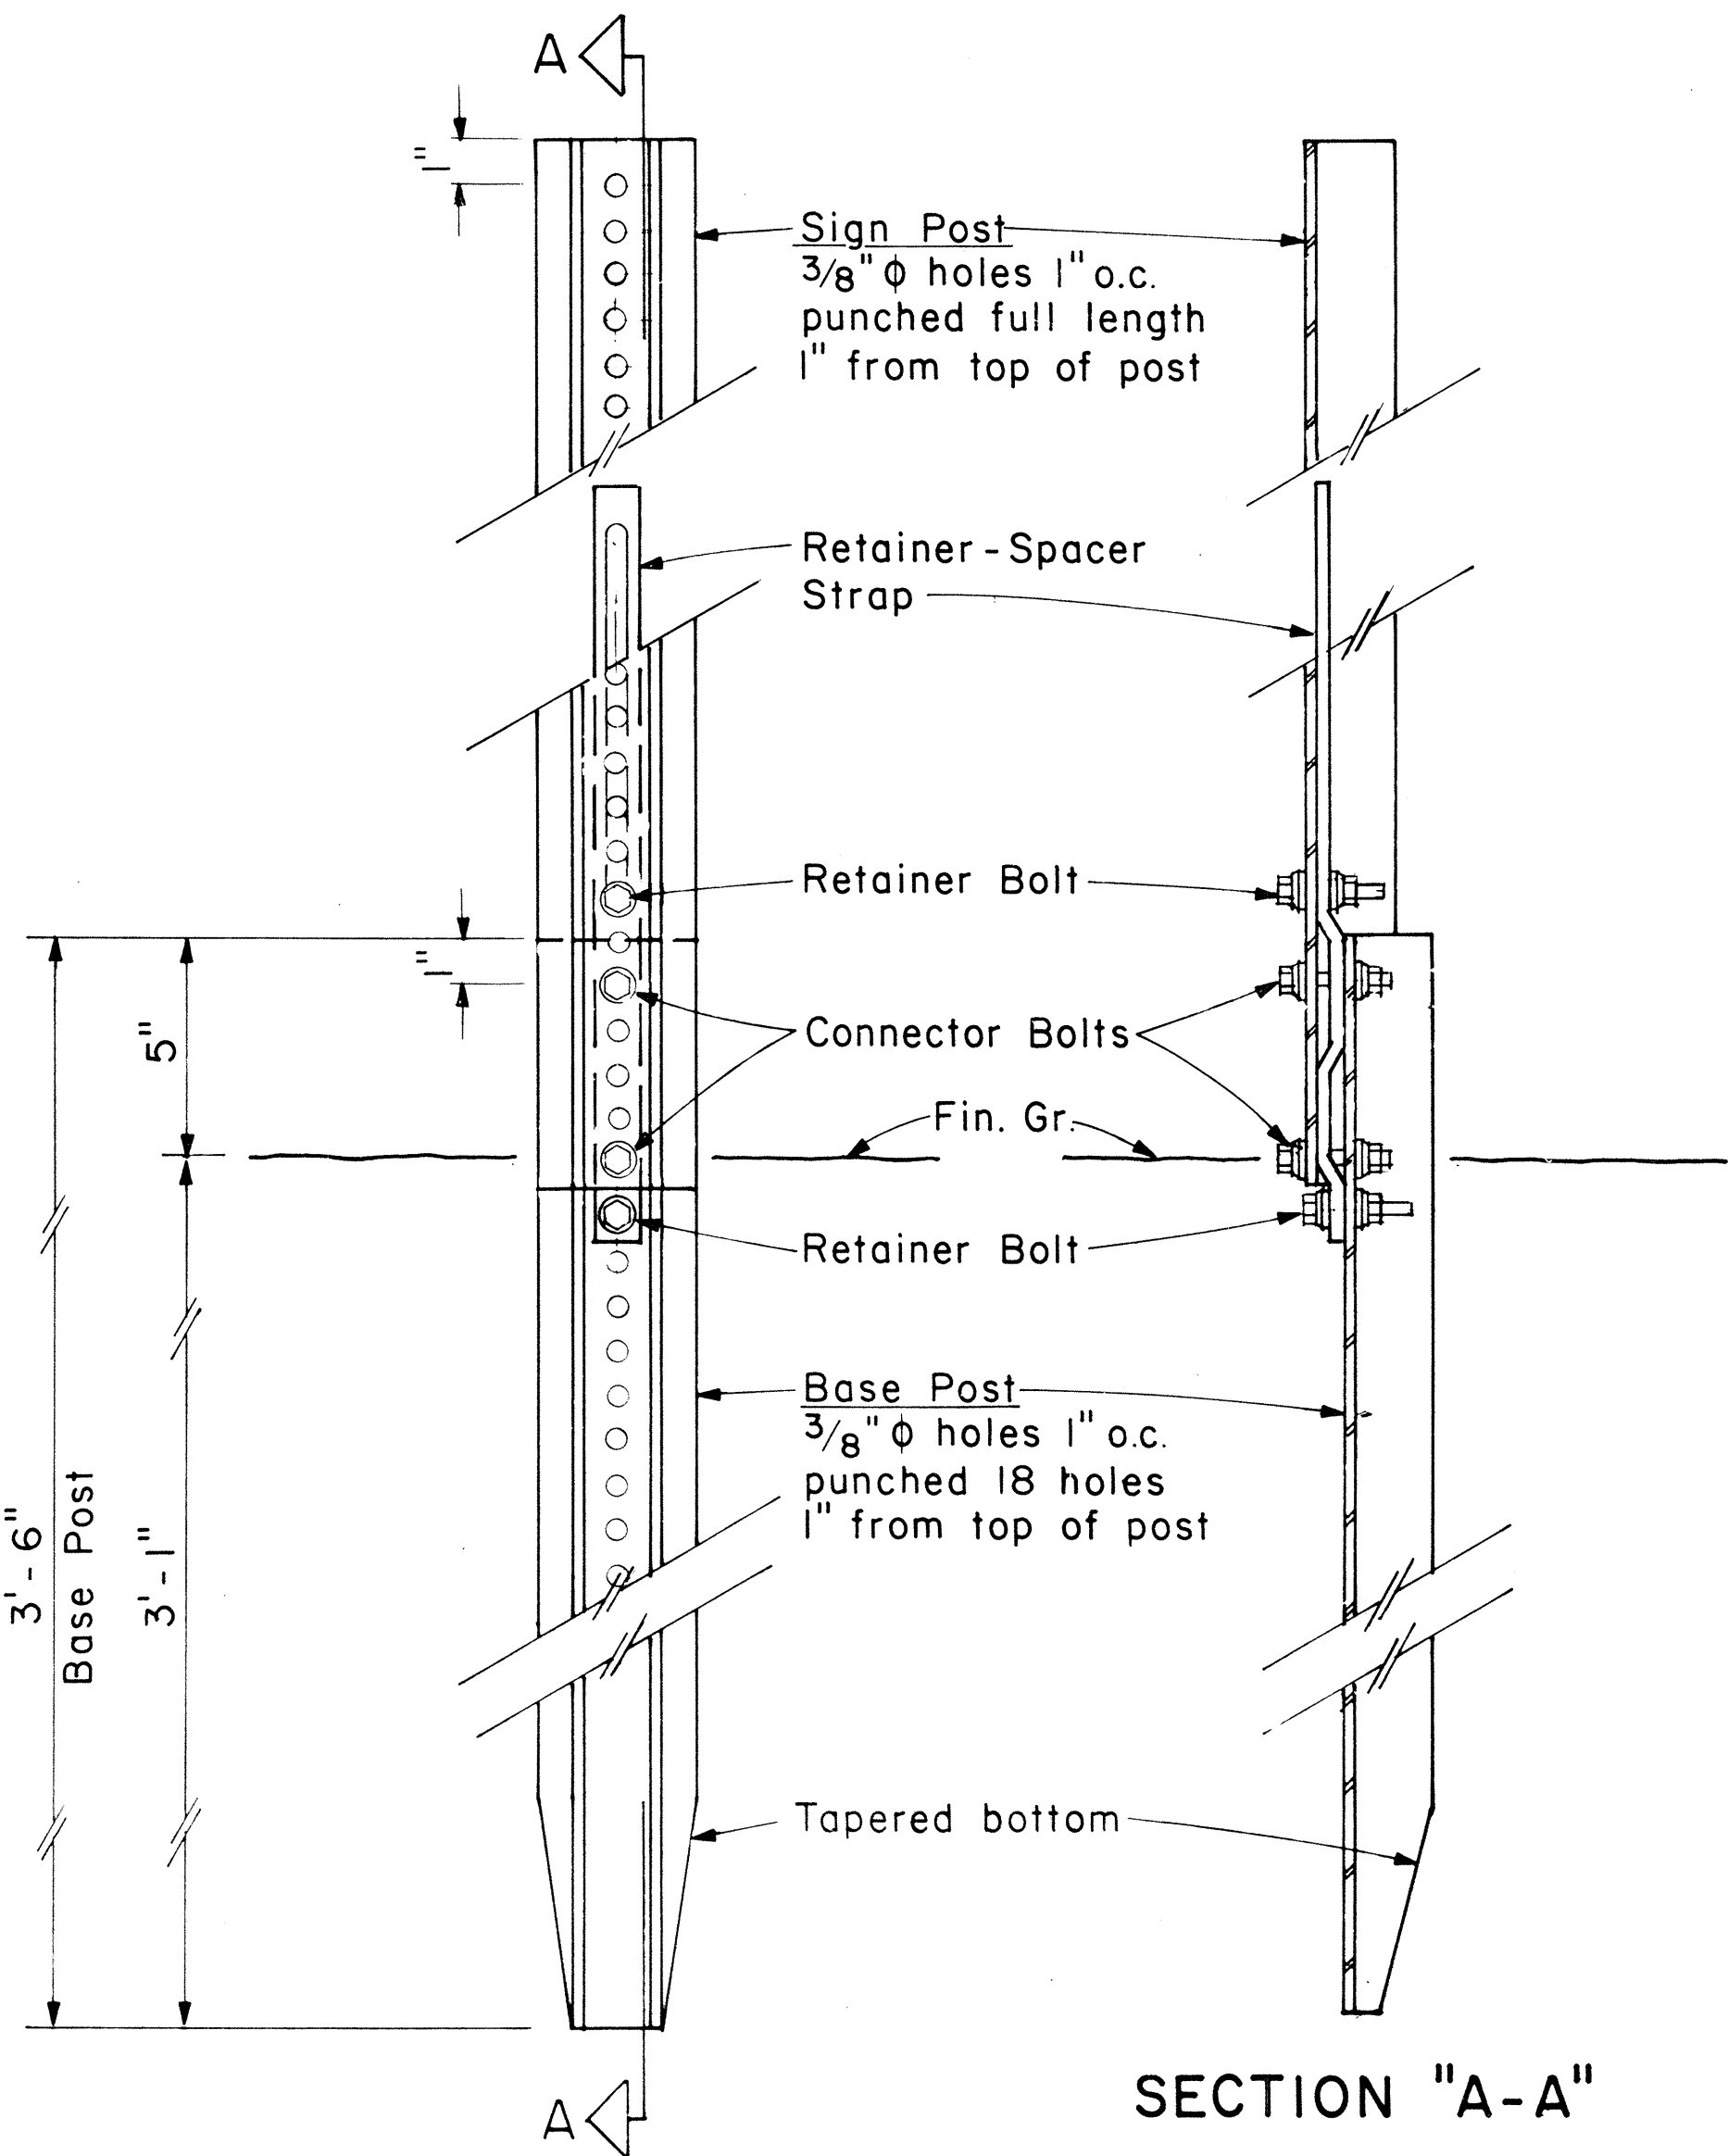 A
1"
Sign Post
3/8" ϕ holes 1" o.c.
punched full length
1" from top of post
Retainer - Spacer
Strap
Retainer Bolt
1"
5"
Connector Bolts
Fin. Gr.
Retainer Bolt
Base Post
3/8" ϕ holes 1" o.c.
punched 18 holes
1" from top of post
3' - 6"
Base Post
3' - 1"
Tapered bottom
SECTION "A-A"
A